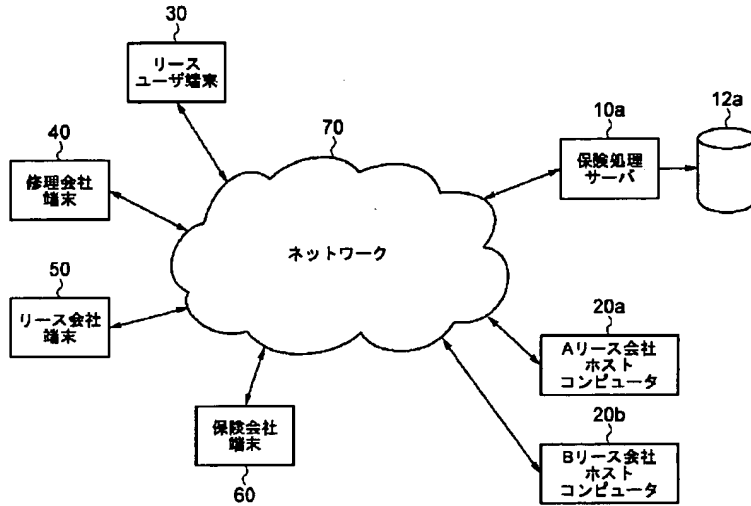 30
リース
ユーザ端末
40
修理会社
端末
50
リース会社
端末
保険会社
端末
60
70
ネットワーク
10a
保険処理
サーバ
12a
20a
Aリース会社
ホスト
コンピュータ
20b
Bリース会社
ホスト
コンピュータ